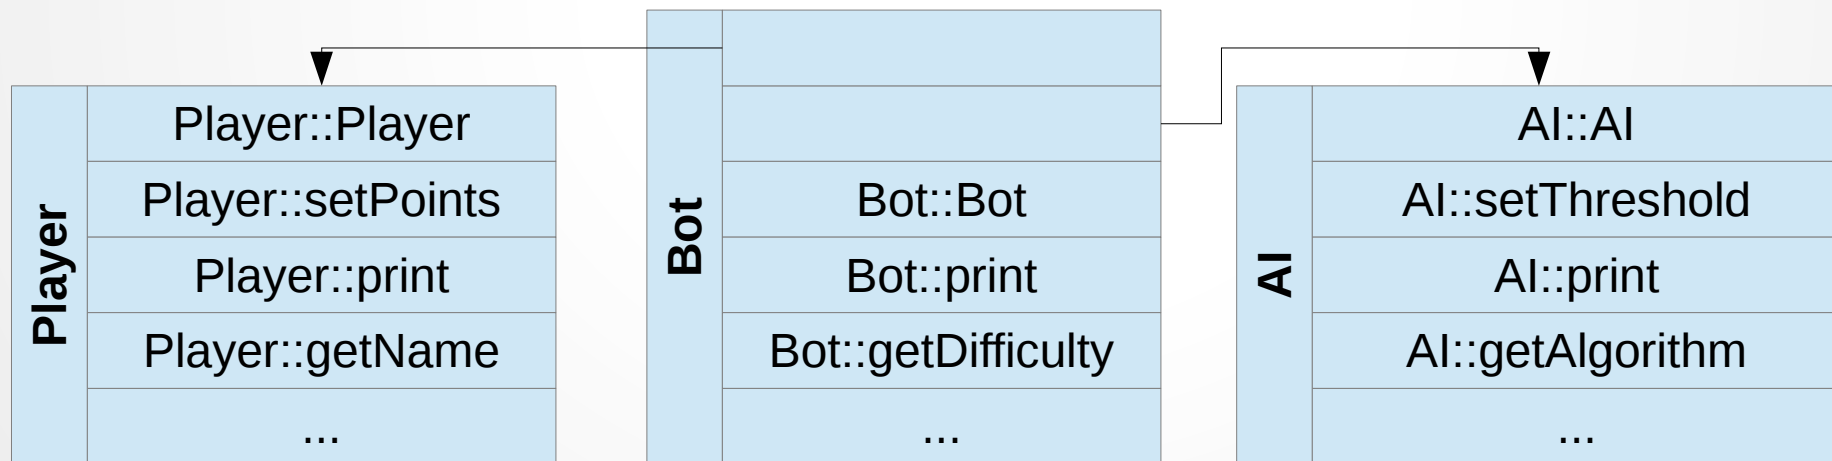 Player
Player::Player
Player::setPoints
Player::print
Player::getName
...
Bot
Bot::Bot
Bot::print
Bot::getDifficulty
...
AI
AI::AI
AI::setThreshold
AI::print
AI::getAlgorithm
...